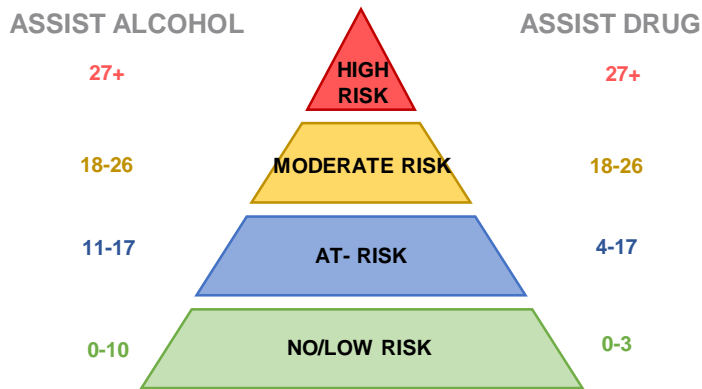 ASSIST ALCOHOL
ASSIST DRUG
27+
HIGH
RISK
27+
18-26
MODERATE RISK
18-26
11-17
AT- RISK
4-17
0-10
NO/LOW RISK
0-3